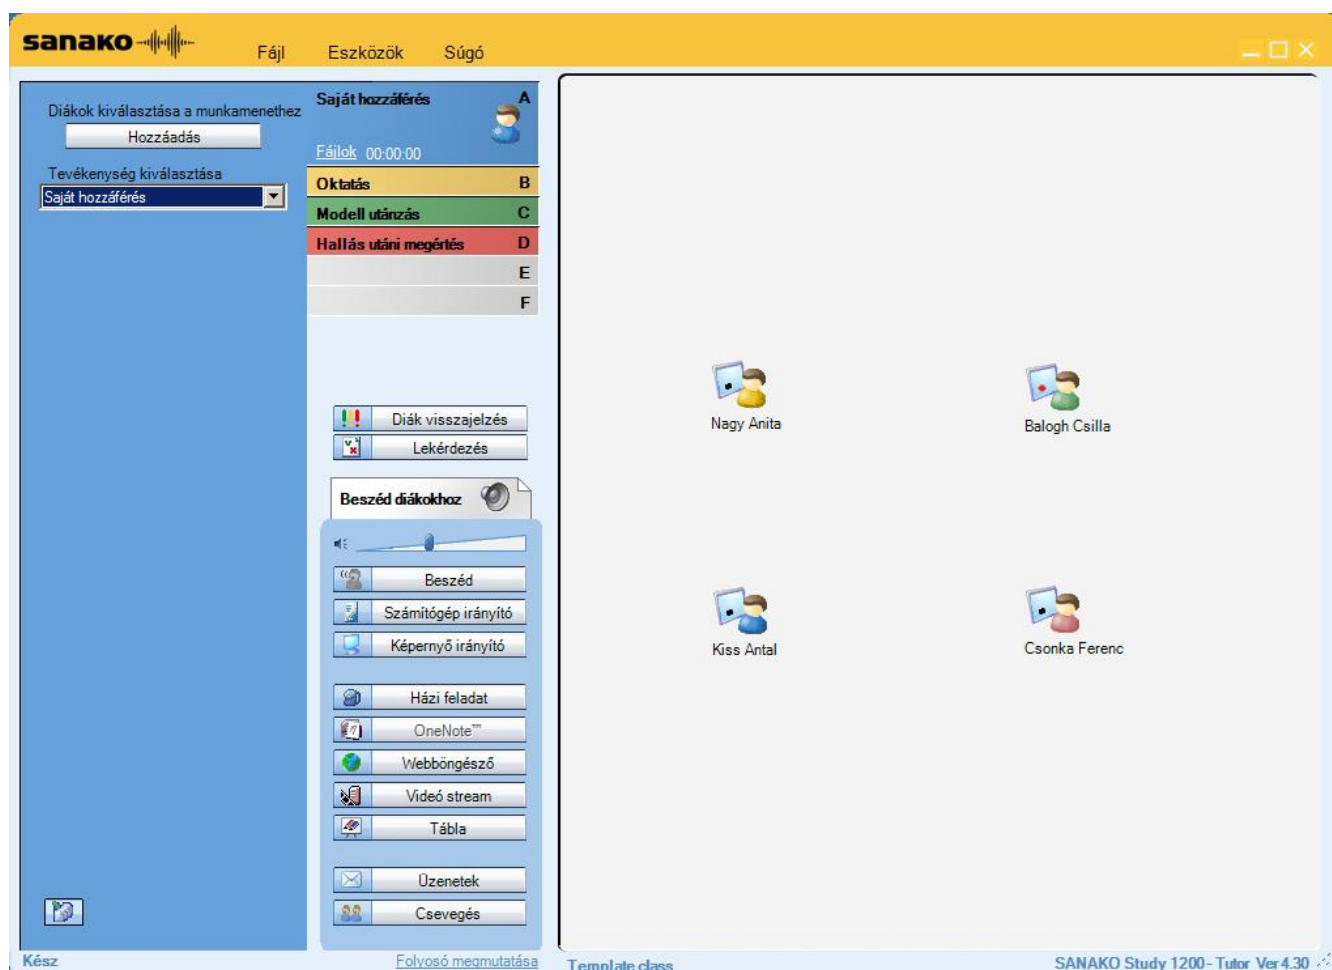 sanako
Fájl Eszközök Súgó
Diákok kiválasztása a munkamenethez
Hozzáadás
Tevékenység kiválasztása
Saját hozzáférés
Saját hozzáférés A
Fájlok 00:00:00
Oktatás B
Modell utánzás C
Hallás utáni megértés D
E
F
Diák visszajelzés
Lekérdezés
Beszéd diákokhoz
Beszéd
Számítógép irányító
Képernyő irányító
Házi feladat
OneNote™
Webböngésző
Videó stream
Tábla
Üzenetek
Csevegés
Nagy Anita
Balogh Csilla
Kiss Antal
Csonka Ferenc
Kész
Folyosó megmutatása
Template class
SANAKO Study 1200- Tutor Ver 4.30